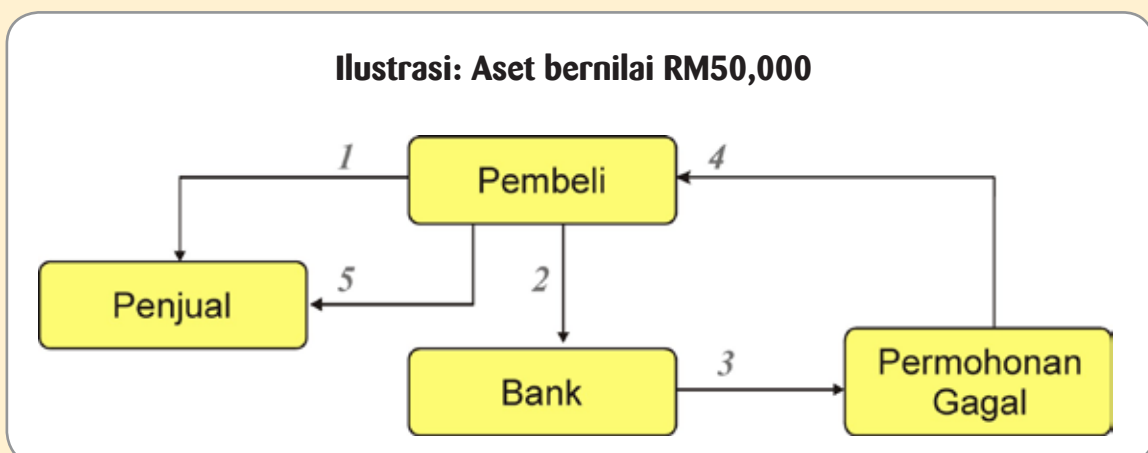 Ilustrasi: Aset bernilai RM50,000
1
Pembeli
4
Penjual
5
2
Bank
3
Permohonan
Gagal